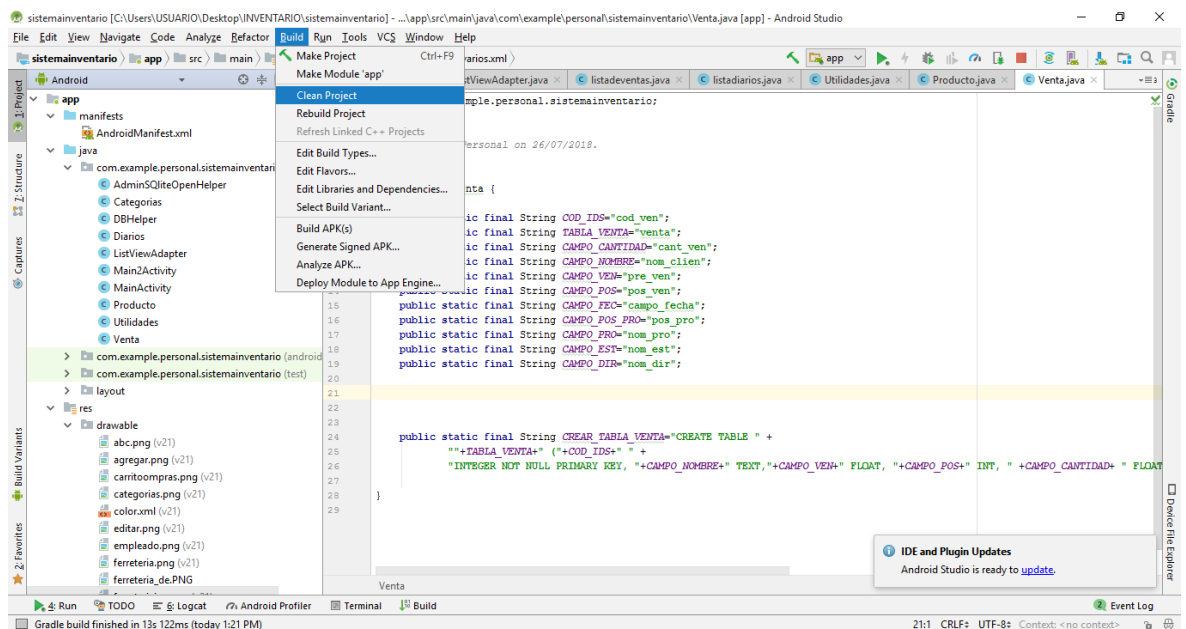 sistemainventario [C:\Users\USUARIO\Desktop\INVENTARIO\sistemainventario] - ...\app\src\main\java\com\example\personal\sistemainventario\Venta.java [app] - Android Studio
File Edit View Navigate Code Analyze Refactor Build Run Tools VCS Window Help
sistemainventario app src main
varios.xml
app
Make Project Ctrl+F9
Make Module 'app'
Clean Project
Rebuild Project
Refresh Linked C++ Projects
Edit Build Types...
Edit Flavors...
Edit Libraries and Dependencies...
Select Build Variant...
Build APK(s)
Generate Signed APK...
Analyze APK...
Deploy Module to App Engine...
Android
stViewAdapter.java listadeventas.java listadiarios.java Utilidades.java Producto.java Venta.java
1: Project
Z: Structure
Captures
Build Variants
2: Favorites
Gradle
Device File Explorer
app
manifests
AndroidManifest.xml
java
com.example.personal.sistemainventari
AdminSQliteOpenHelper
Categorias
DBHelper
Diarios
ListViewAdapter
Main2Activity
MainActivity
Producto
Utilidades
Venta
com.example.personal.sistemainventario (android
com.example.personal.sistemainventario (test)
layout
res
drawable
abc.png (v21)
agregar.png (v21)
carritoompras.png (v21)
categorias.png (v21)
color.xml (v21)
editar.png (v21)
empleado.png (v21)
ferreteria.png (v21)
ferreteria_de.PNG
mple.personal.sistemainventario;
Personal on 26/07/2018.
nta {
ic final String COD_IDS="cod_ven";
tatic final String TABLA_VENTA="venta";
ic final String CAMPO_CANTIDAD="cant_ven";
ic final String CAMPO_NOMBRE="nom_clien";
ic final String CAMPO_VEN="pre_ven";
public static final String CAMPO_POS="pos_ven";
15 public static final String CAMPO_FEC="campo_fecha";
16 public static final String CAMPO_POS_PRO="pos_pro";
17 public static final String CAMPO_PRO="nom_pro";
18 public static final String CAMPO_EST="nom_est";
19 public static final String CAMPO_DIR="nom_dir";
20
21
22
23
24 public static final String CREAR_TABLA_VENTA="CREATE TABLE " +
25 ""+TABLA_VENTA+" ("+COD_IDS+" " +
26 "INTEGER NOT NULL PRIMARY KEY, "+CAMPO_NOMBRE+" TEXT,"+CAMPO_VEN+" FLOAT, "+CAMPO_POS+" INT, " +CAMPO_CANTIDAD+ " FLOAT
27
28 }
29
IDE and Plugin Updates
Android Studio is ready to update.
Venta
4: Run TODO 6: Logcat Android Profiler Terminal Build 2 Event Log
Gradle build finished in 13s 122ms (today 1:21 PM) 21:1 CRLF UTF-8 Context: <no context>